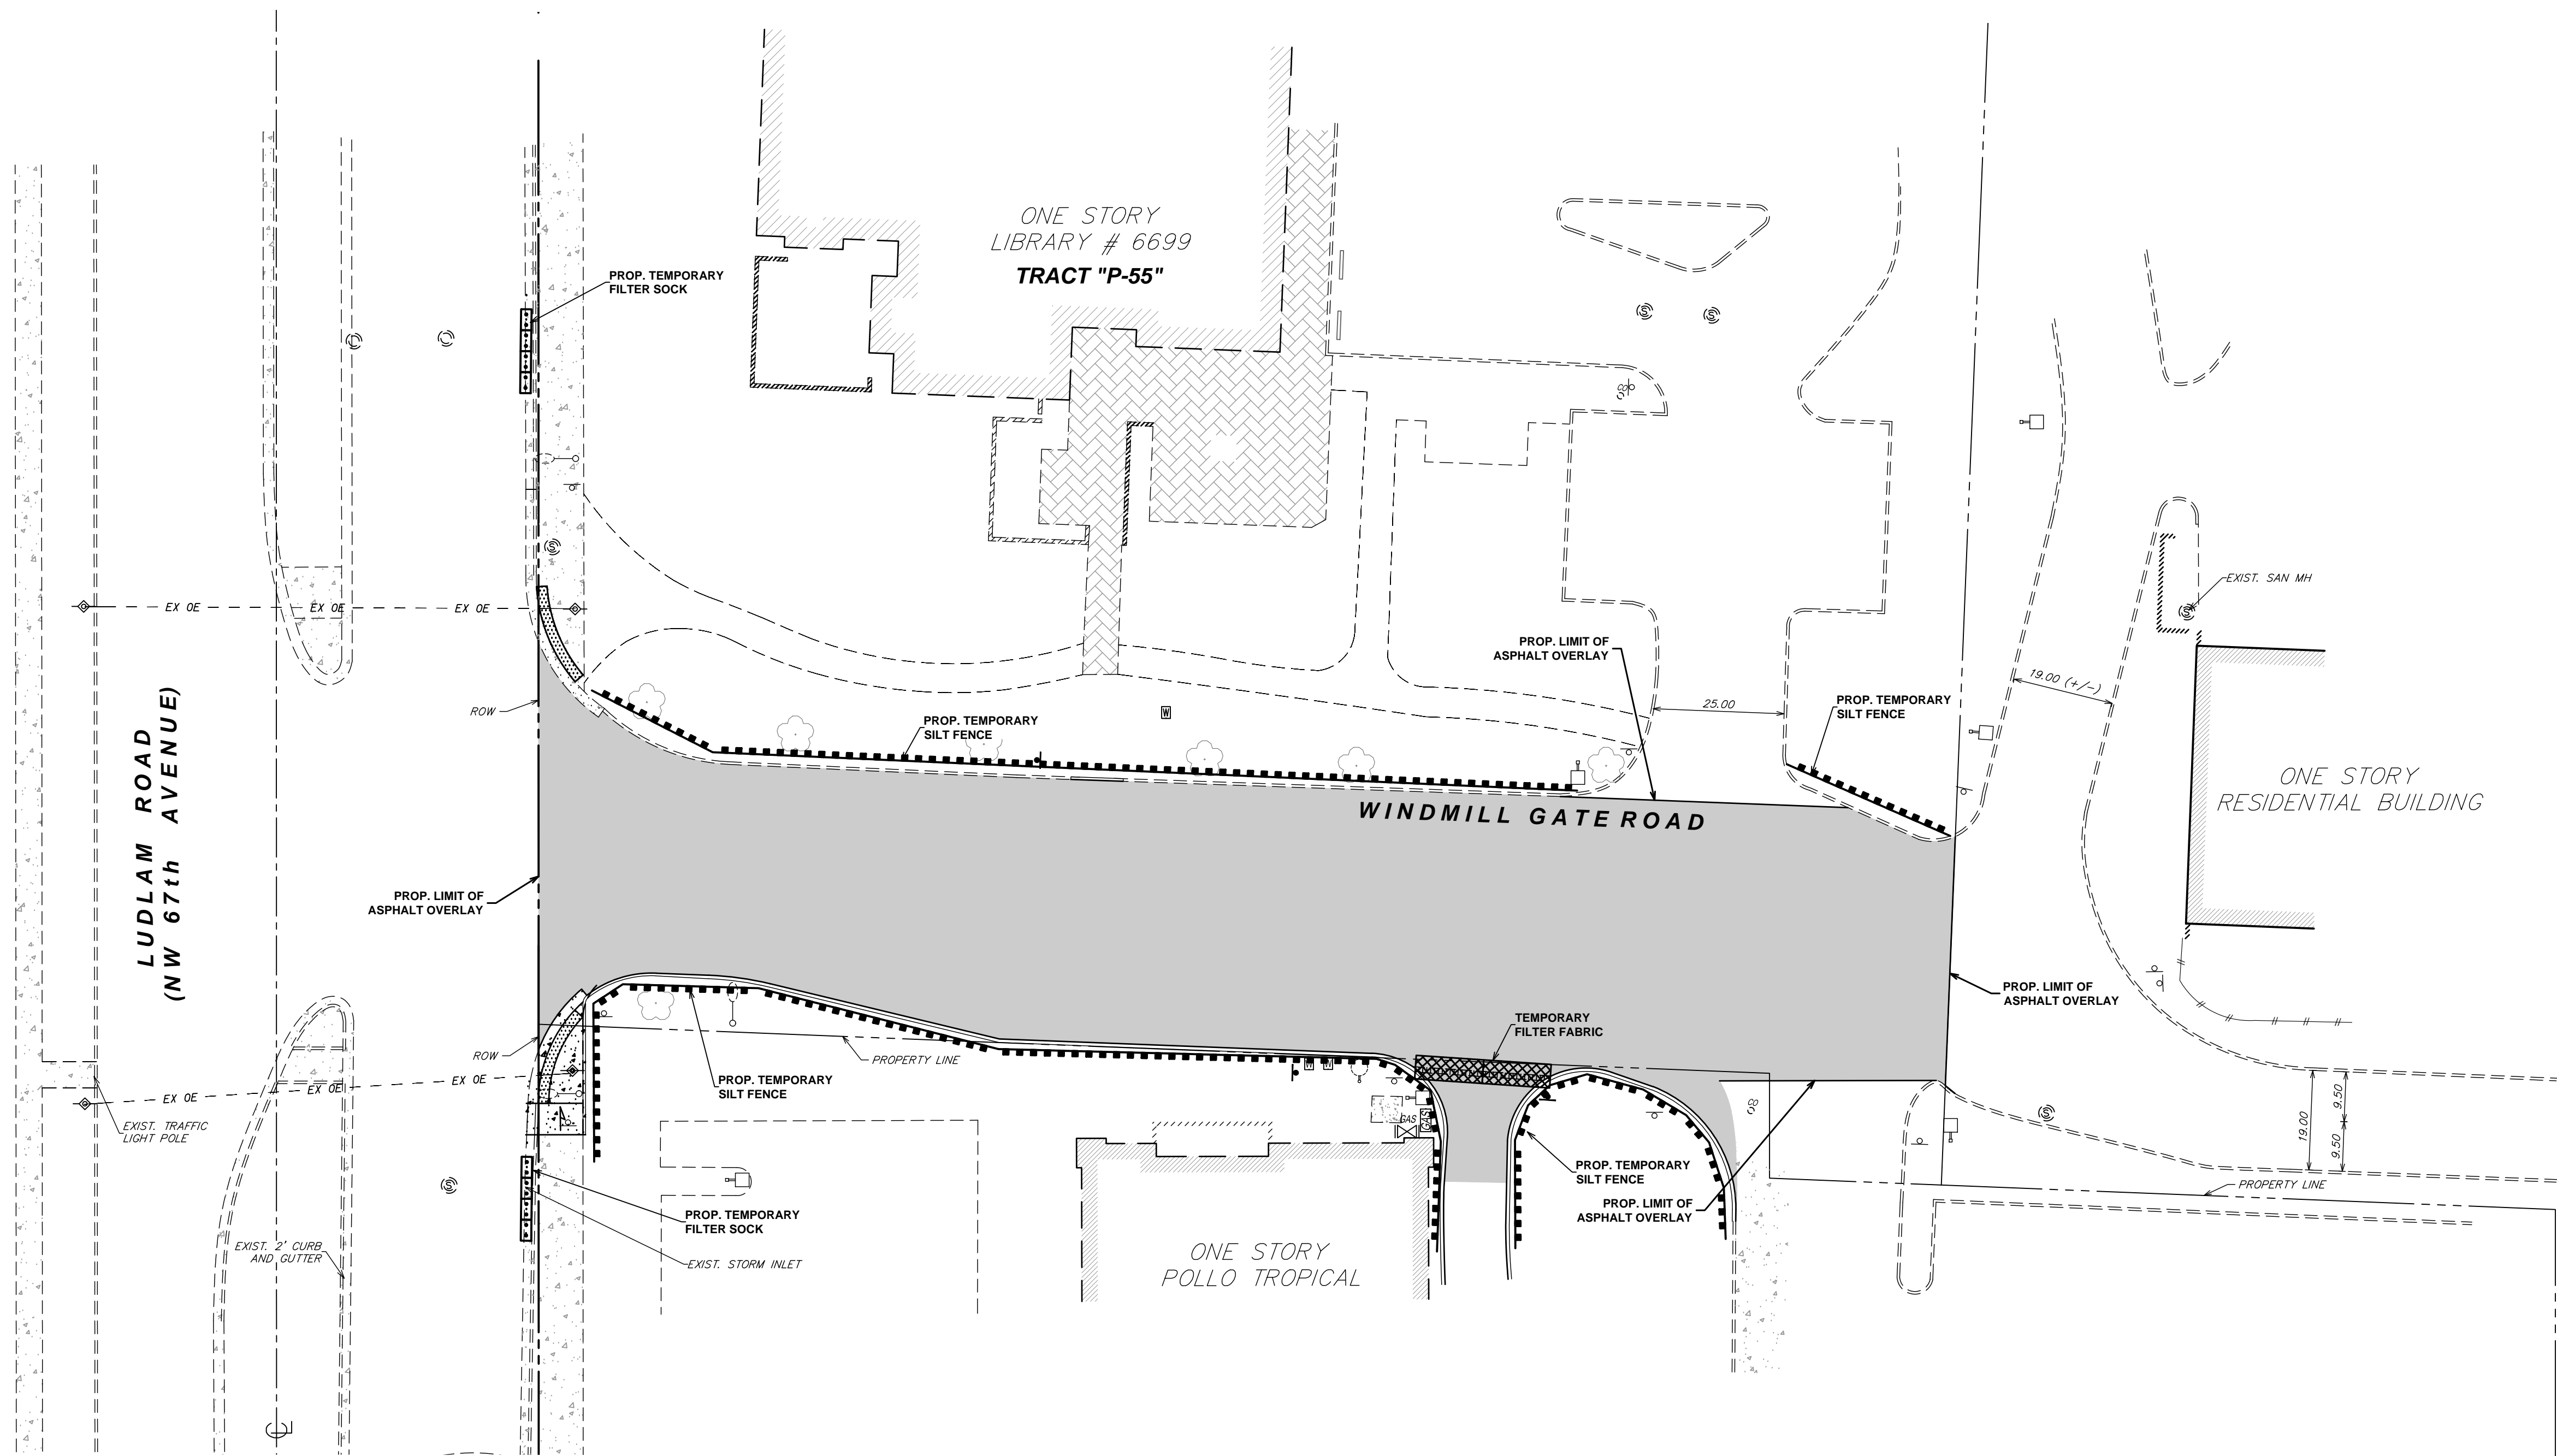 ONE STORY
LIBRARY # 6699
TRACT "P-55"
PROP. TEMPORARY
FILTER SOCK
CO
S
S
S
EXIST. SAN MH
S
EX OE
EX OE
EX OE
PROP. LIMIT OF
ASPHALT OVERLAY
19.00 (+/-)
25.00
PROP. TEMPORARY
SILT FENCE
ROW
W
PROP. TEMPORARY
SILT FENCE
LUDLAM ROAD
(NW 67th AVENUE)
WINDMILL GATE ROAD
ONE STORY
RESIDENTIAL BUILDING
PROP. LIMIT OF
ASPHALT OVERLAY
PROP. LIMIT OF
ASPHALT OVERLAY
TEMPORARY
FILTER FABRIC
ROW
PROPERTY LINE
W
W
EX OE
EX OE
EX OE
PROP. TEMPORARY
SILT FENCE
EXIST. TRAFFIC
LIGHT POLE
GAS
GAS
CO
S
19.00
9.50
9.50
PROP. TEMPORARY
SILT FENCE
PROP. LIMIT OF
ASPHALT OVERLAY
PROPERTY LINE
S
PROP. TEMPORARY
FILTER SOCK
EXIST. 2' CURB
AND GUTTER
EXIST. STORM INLET
ONE STORY
POLLO TROPICAL
CL